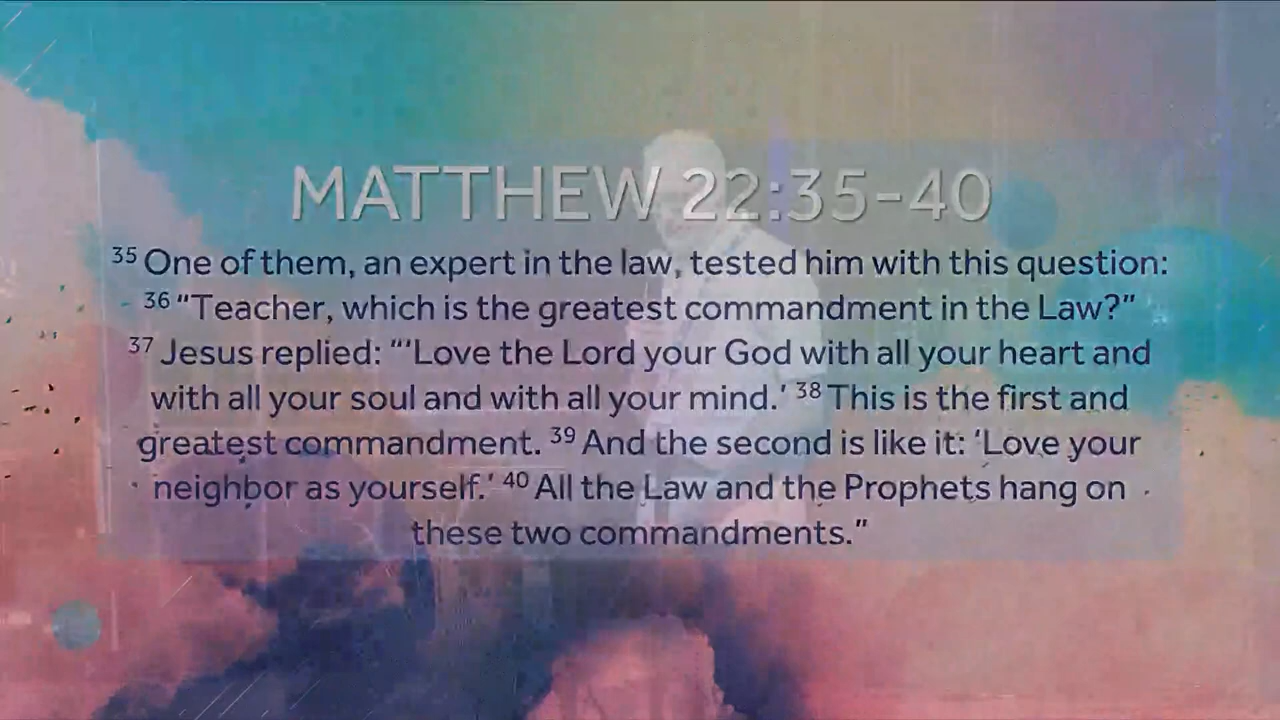 MATTHEW 22:35-40
35 One of them, an expert in the law, tested him with this question:
36 "Teacher, which is the greatest commandment in the Law?"
37 Jesus replied: "'Love the Lord your God with all your heart and
with all your soul and with all your mind.' 38 This is the first and
greatest commandment. 39 And the second is like it: 'Love your
neighbor as yourself.' 40 All the Law and the Prophets hang on
these two commandments."